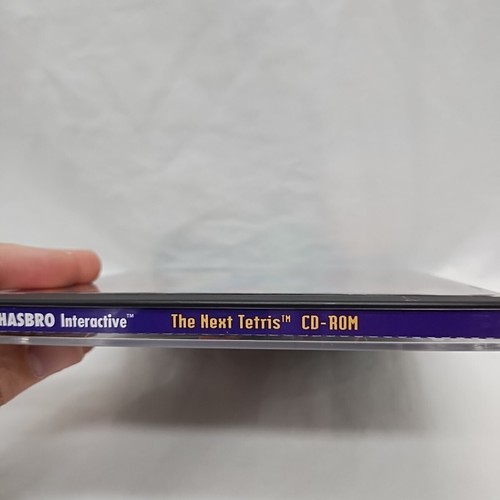 HASBRO Interactive™ The Next Tetris™ CD-ROM